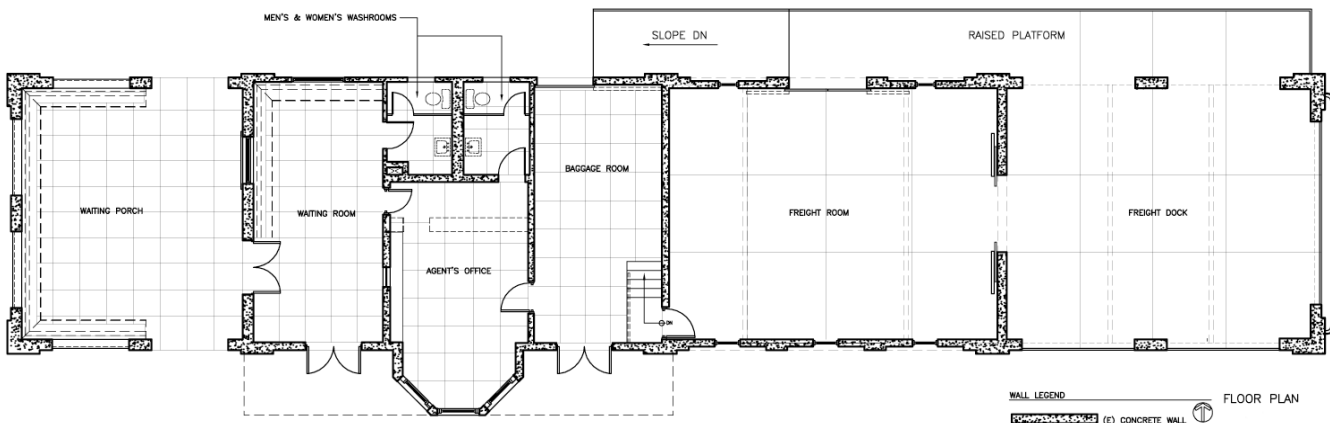 MEN'S & WOMEN'S WASHROOMS
SLOPE DN
RAISED PLATFORM
WAITING PORCH
WAITING ROOM
BAGGAGE ROOM
FREIGHT ROOM
FREIGHT DOCK
AGENT'S OFFICE
DN
WALL LEGEND
(E) CONCRETE WALL
FLOOR PLAN